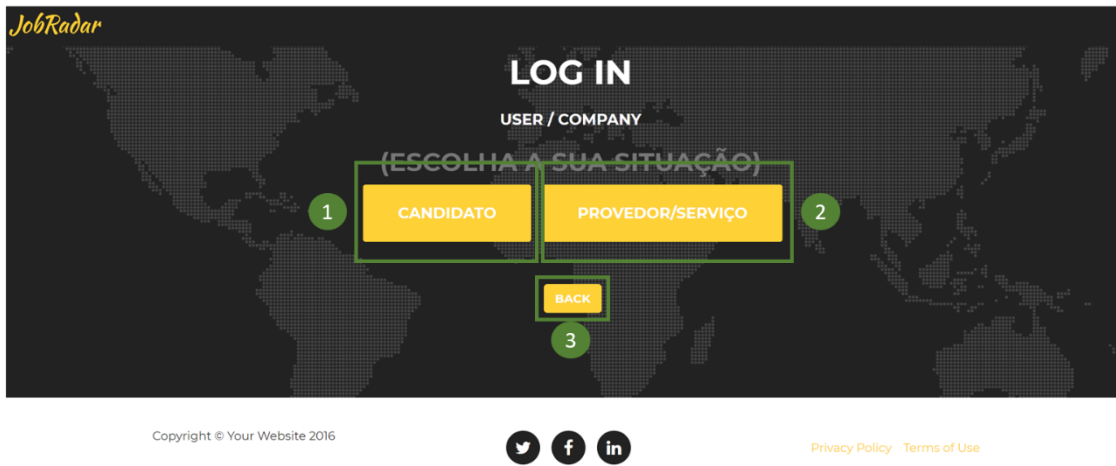 JobRadar
LOG IN
USER / COMPANY
(ESCOLHA A SUA SITUAÇÃO)
1 CANDIDATO PROVEDOR/SERVIÇO 2
BACK
3
Copyright © Your Website 2016
Privacy Policy Terms of Use